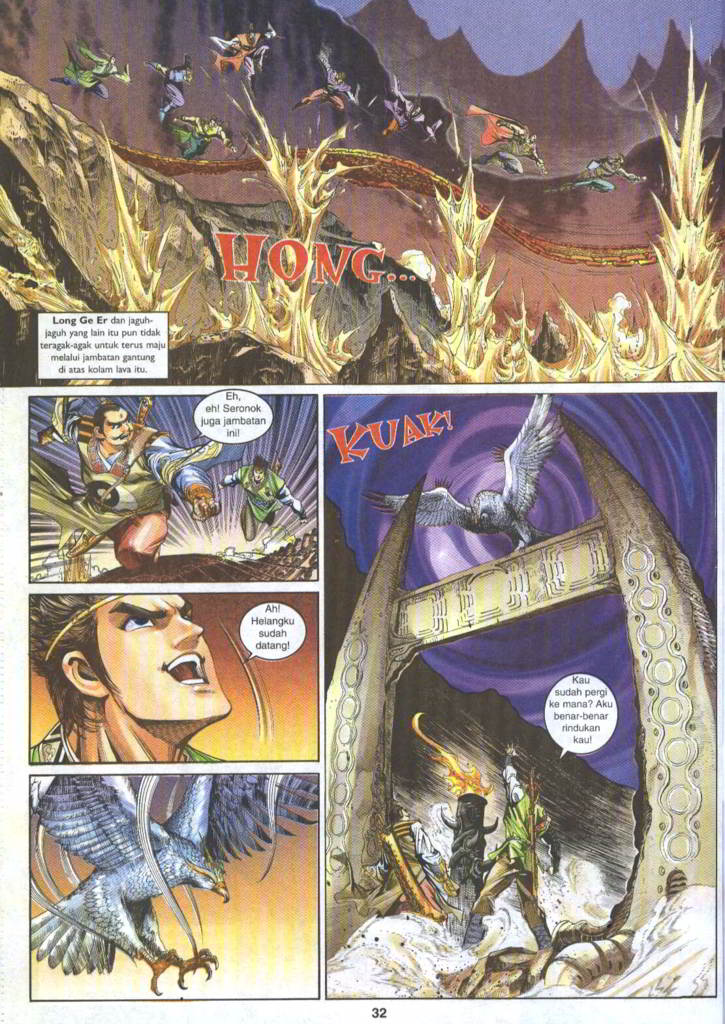 HONG...
Long Ge Er dan jaguh-
jaguh yang lain itu pun tidak
teragak-agak untuk terus maju
melalui jambatan gantung
di atas kolam lava itu.
Eh,
eh! Seronok
juga jambatan
ini!
Ah!
Helangku
sudah
datang!
KUAK!
Kau
sudah pergi
ke mana? Aku
benar-benar
rindukan
kau!
32